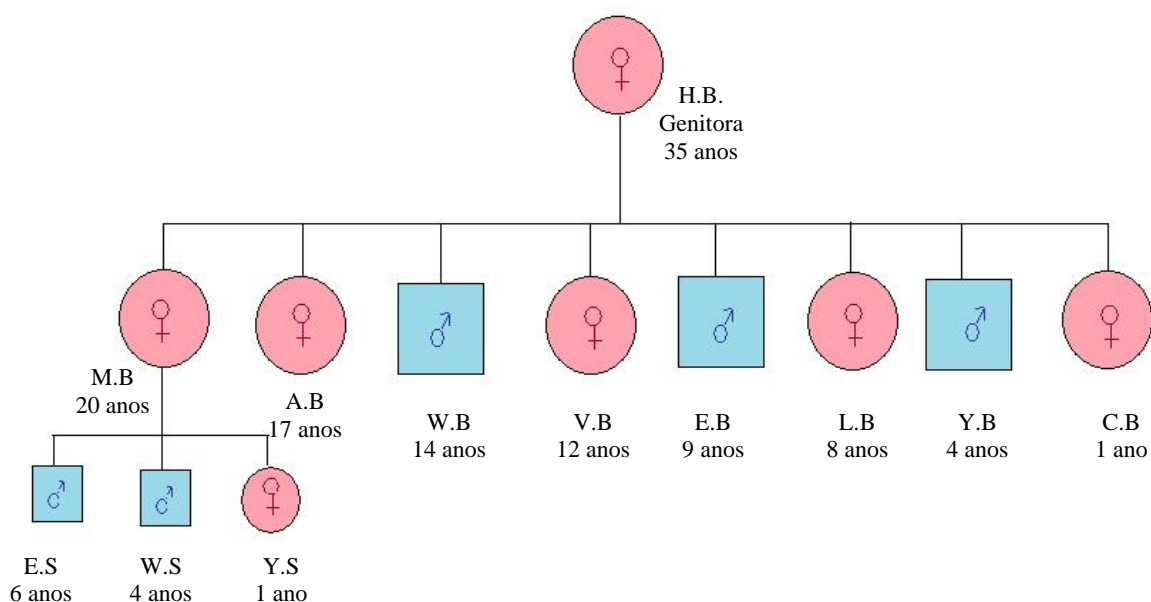 H.B.
Genitora
35 anos
M.B
20 anos
A.B
17 anos
W.B
14 anos
V.B
12 anos
E.B
9 anos
L.B
8 anos
Y.B
4 anos
C.B
1 ano
E.S
6 anos
W.S
4 anos
Y.S
1 ano